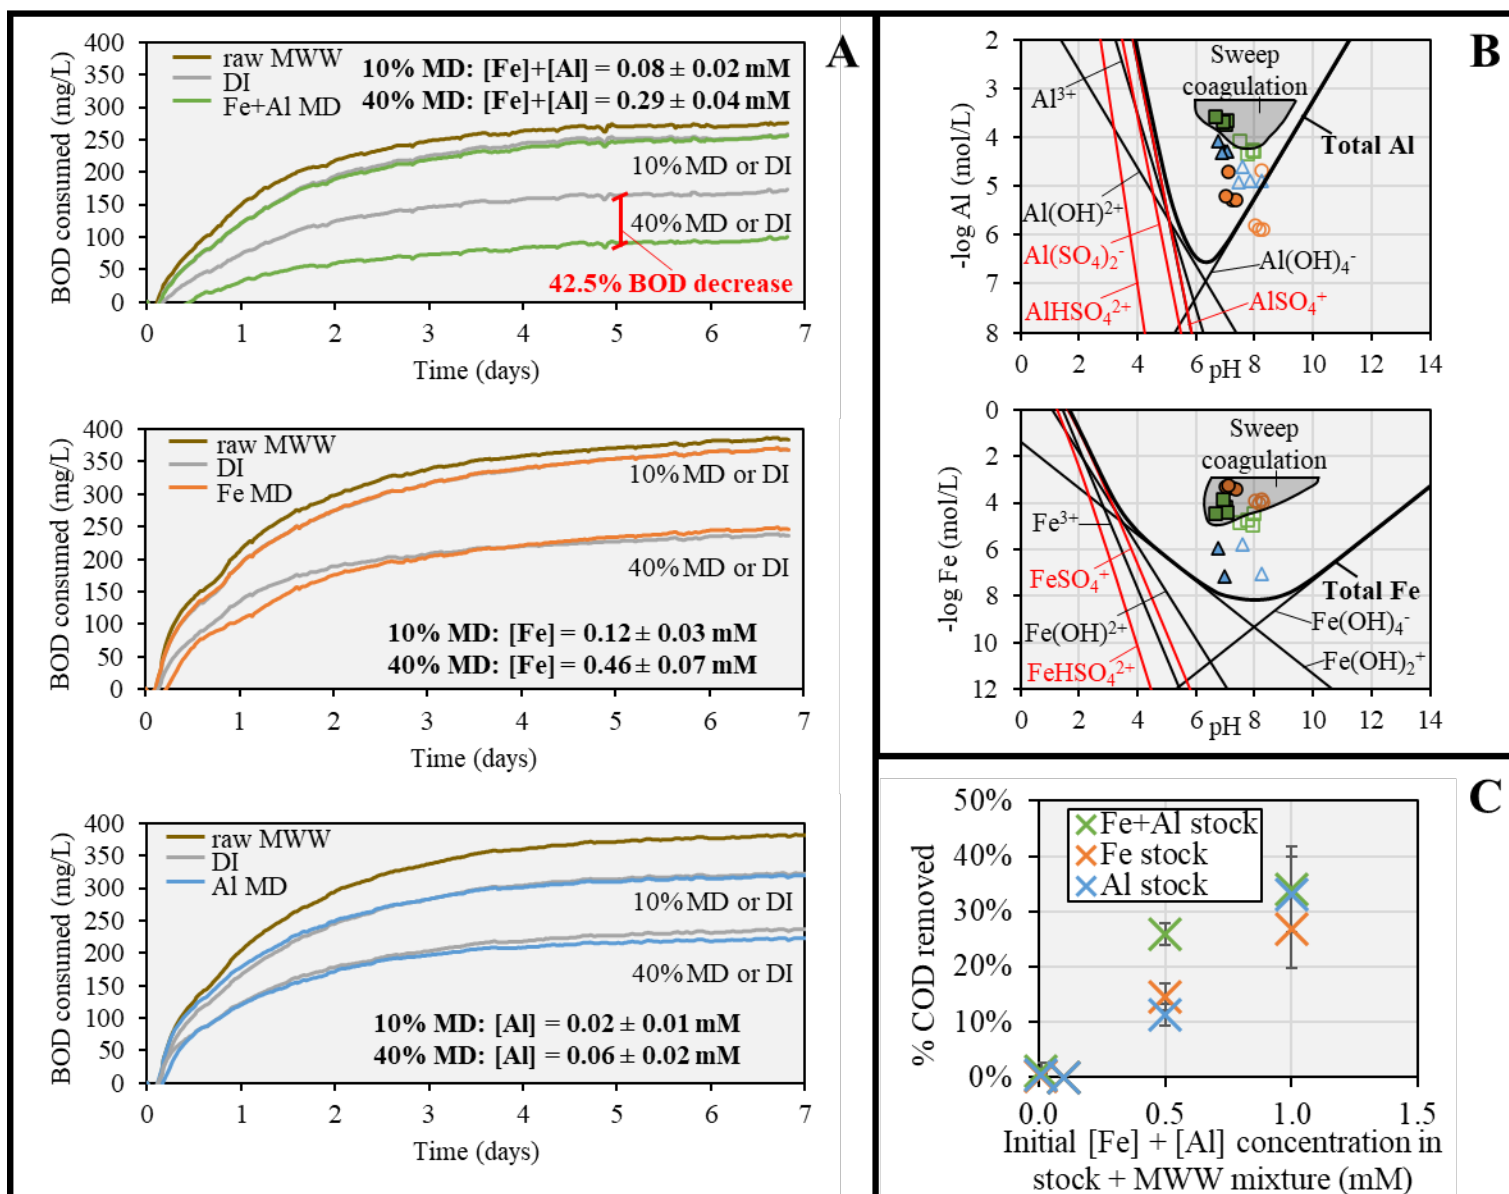 A
400
350
300
250
200
150
100
50
0
BOD consumed (mg/L)
raw MWW
DI
Fe+Al MD
10% MD: [Fe]+[Al] = 0.08 ± 0.02 mM
40% MD: [Fe]+[Al] = 0.29 ± 0.04 mM
10% MD or DI
40% MD or DI
42.5% BOD decrease
0 1 2 3 4 5 6 7
Time (days)
400
350
300
250
200
150
100
50
0
BOD consumed (mg/L)
raw MWW
DI
Fe MD
10% MD or DI
40% MD or DI
10% MD: [Fe] = 0.12 ± 0.03 mM
40% MD: [Fe] = 0.46 ± 0.07 mM
0 1 2 3 4 5 6 7
Time (days)
400
350
300
250
200
150
100
50
0
BOD consumed (mg/L)
raw MWW
DI
Al MD
10% MD or DI
40% MD or DI
10% MD: [Al] = 0.02 ± 0.01 mM
40% MD: [Al] = 0.06 ± 0.02 mM
0 1 2 3 4 5 6 7
Time (days)
B
2
3
4
5
6
7
8
-log Al (mol/L)
Sweep
coagulation
Al³⁺
Total Al
Al(OH)²⁺
Al(SO₄)₂⁻
Al(OH)₄⁻
AlHSO₄²⁺
AlSO₄⁺
0 2 4 6 8 10 12 14
pH
0
2
4
6
8
10
12
-log Fe (mol/L)
Sweep
coagulation
Fe³⁺
FeSO₄⁺
Total Fe
Fe(OH)²⁺
Fe(OH)₄⁻
FeHSO₄²⁺
Fe(OH)₂⁺
0 2 4 6 8 10 12 14
pH
C
50%
40%
30%
20%
10%
0%
% COD removed
Fe+Al stock
Fe stock
Al stock
0.0 0.5 1.0 1.5
Initial [Fe] + [Al] concentration in
stock + MWW mixture (mM)